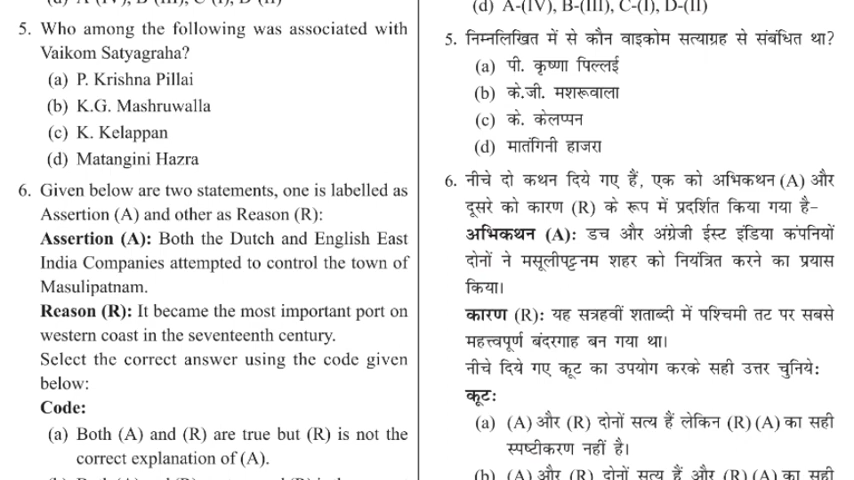 (d) A-(IV), B-(III), C-(I), D-(II)
5. Who among the following was associated with
Vaikom Satyagraha?
(a) P. Krishna Pillai
(b) K.G. Mashruwalla
(c) K. Kelappan
(d) Matangini Hazra
6. Given below are two statements, one is labelled as
Assertion (A) and other as Reason (R):
Assertion (A): Both the Dutch and English East
India Companies attempted to control the town of
Masulipatnam.
Reason (R): It became the most important port on
western coast in the seventeenth century.
Select the correct answer using the code given
below:
Code:
(a) Both (A) and (R) are true but (R) is not the
correct explanation of (A).
(d) A-(IV), B-(III), C-(I), D-(II)
5. निम्नलिखित में से कौन वाइकोम सत्याग्रह से संबंधित था?
(a) पी. कृष्णा पिल्लई
(b) के.जी. मशरूवाला
(c) के. केलप्पन
(d) मातंगिनी हाजरा
6. नीचे दो कथन दिये गए हैं, एक को अभिकथन (A) और
दूसरे को कारण (R) के रूप में प्रदर्शित किया गया है-
अभिकथन (A): डच और अंग्रेजी ईस्ट इंडिया कंपनियों
दोनों ने मसूलीपट्टनम शहर को नियंत्रित करने का प्रयास
किया।
कारण (R): यह सत्रहवीं शताब्दी में पश्चिमी तट पर सबसे
महत्त्वपूर्ण बंदरगाह बन गया था।
नीचे दिये गए कूट का उपयोग करके सही उत्तर चुनिये:
कूट:
(a) (A) और (R) दोनों सत्य हैं लेकिन (R) (A) का सही
स्पष्टीकरण नहीं है।
(b) (A) और (R) दोनों सत्य हैं और (R) (A) का सही